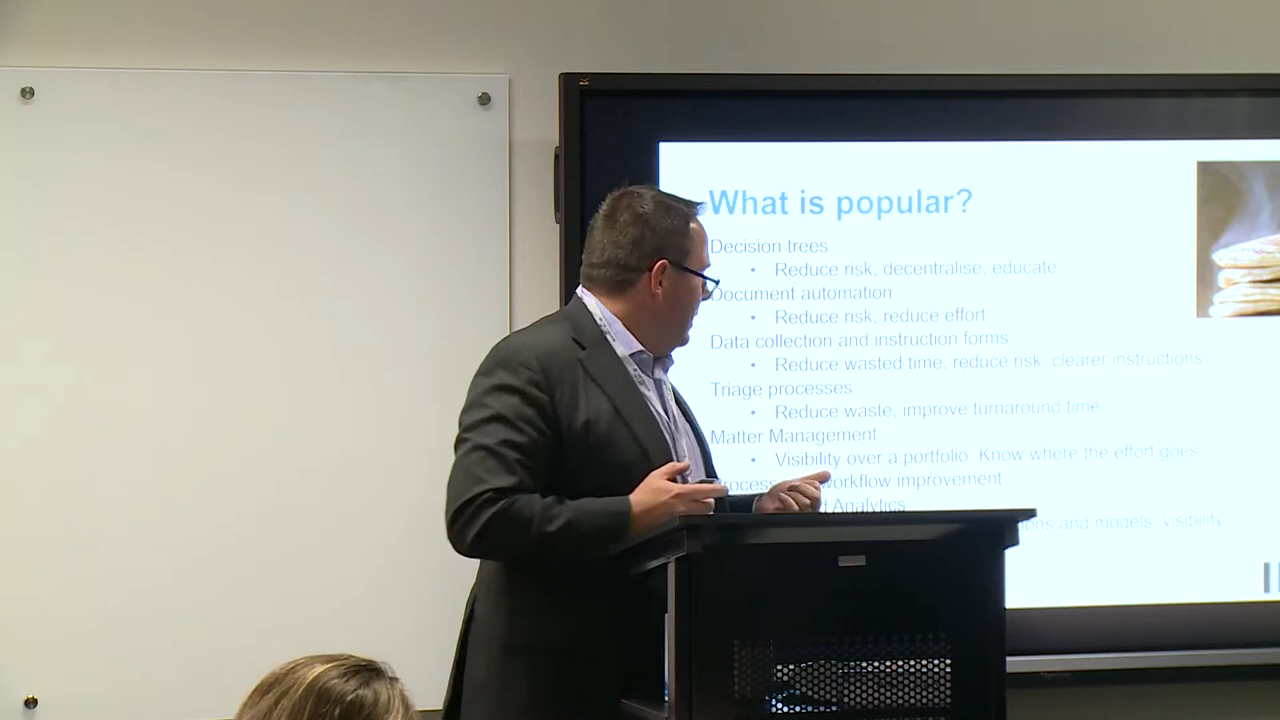 What is popular?
Decision trees
• Reduce risk, decentralise, educate
Document automation
• Reduce risk, reduce effort
Data collection and instruction forms
• Reduce wasted time, reduce risk, clearer instructions
Triage processes
• Reduce waste, improve turnaround time
Matter Management
• Visibility over a portfolio. Know where the effort goes
workflow improvement
Analytics
and models, visibility